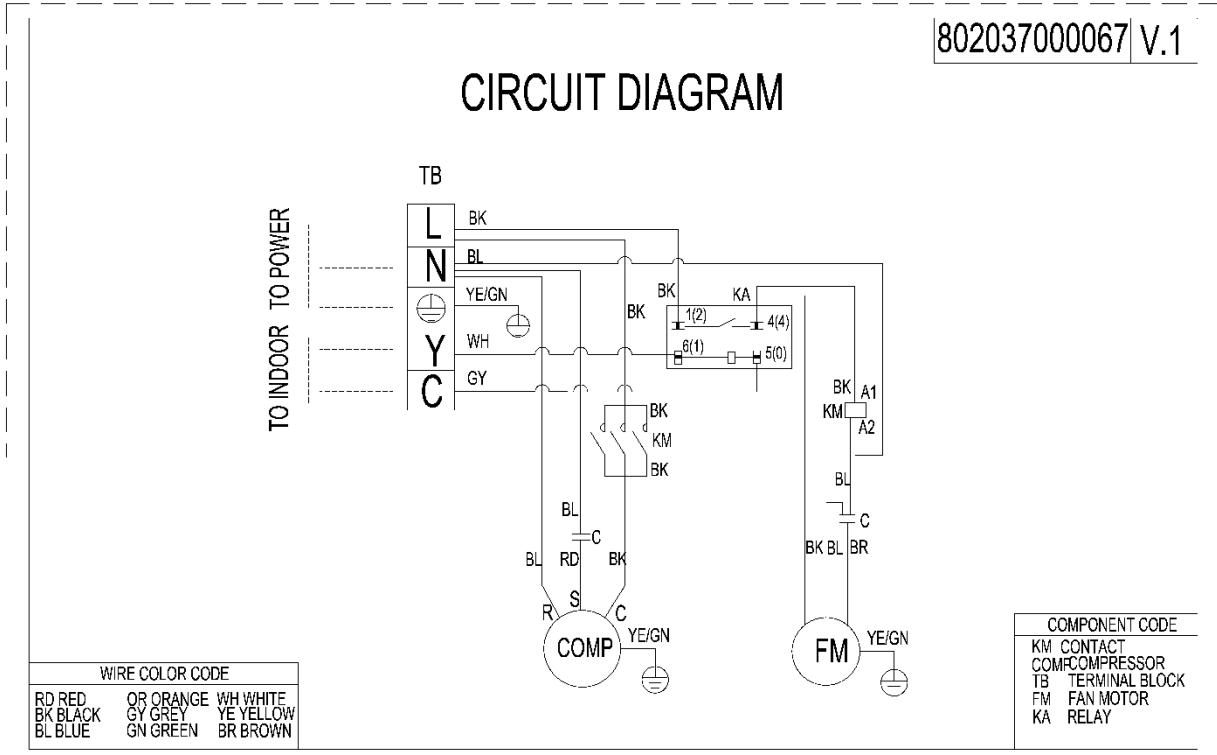 802037000067 V.1
CIRCUIT DIAGRAM
TB
TO INDOOR TO POWER
L
N
Y
C
BK
BL
YE/GN
WH
GY
BK
BK
KA
1(2)
4(4)
6(1)
5(0)
BK
KM
BK
BK A1
KM
A2
BL
C
BL
C
BL RD BK
BK BL BR
R S C
COMP
YE/GN
FM
YE/GN
WIRE COLOR CODE
RD RED OR ORANGE WH WHITE
BK BLACK GY GREY YE YELLOW
BL BLUE GN GREEN BR BROWN
COMPONENT CODE
KM CONTACT
COMP COMPRESSOR
TB TERMINAL BLOCK
FM FAN MOTOR
KA RELAY